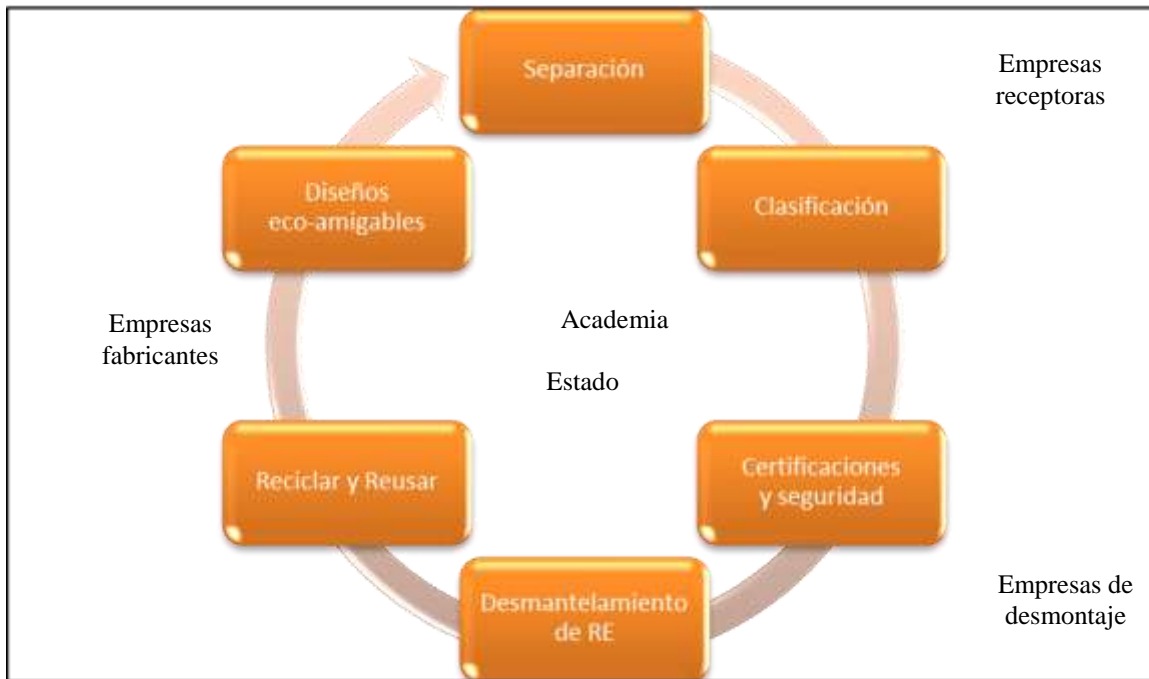 Separación
Empresas
receptoras
Diseños
eco-amigables
Clasificación
Empresas
fabricantes
Academia
Estado
Reciclar y Reusar
Certificaciones
y seguridad
Desmantelamiento
de RE
Empresas de
desmontaje